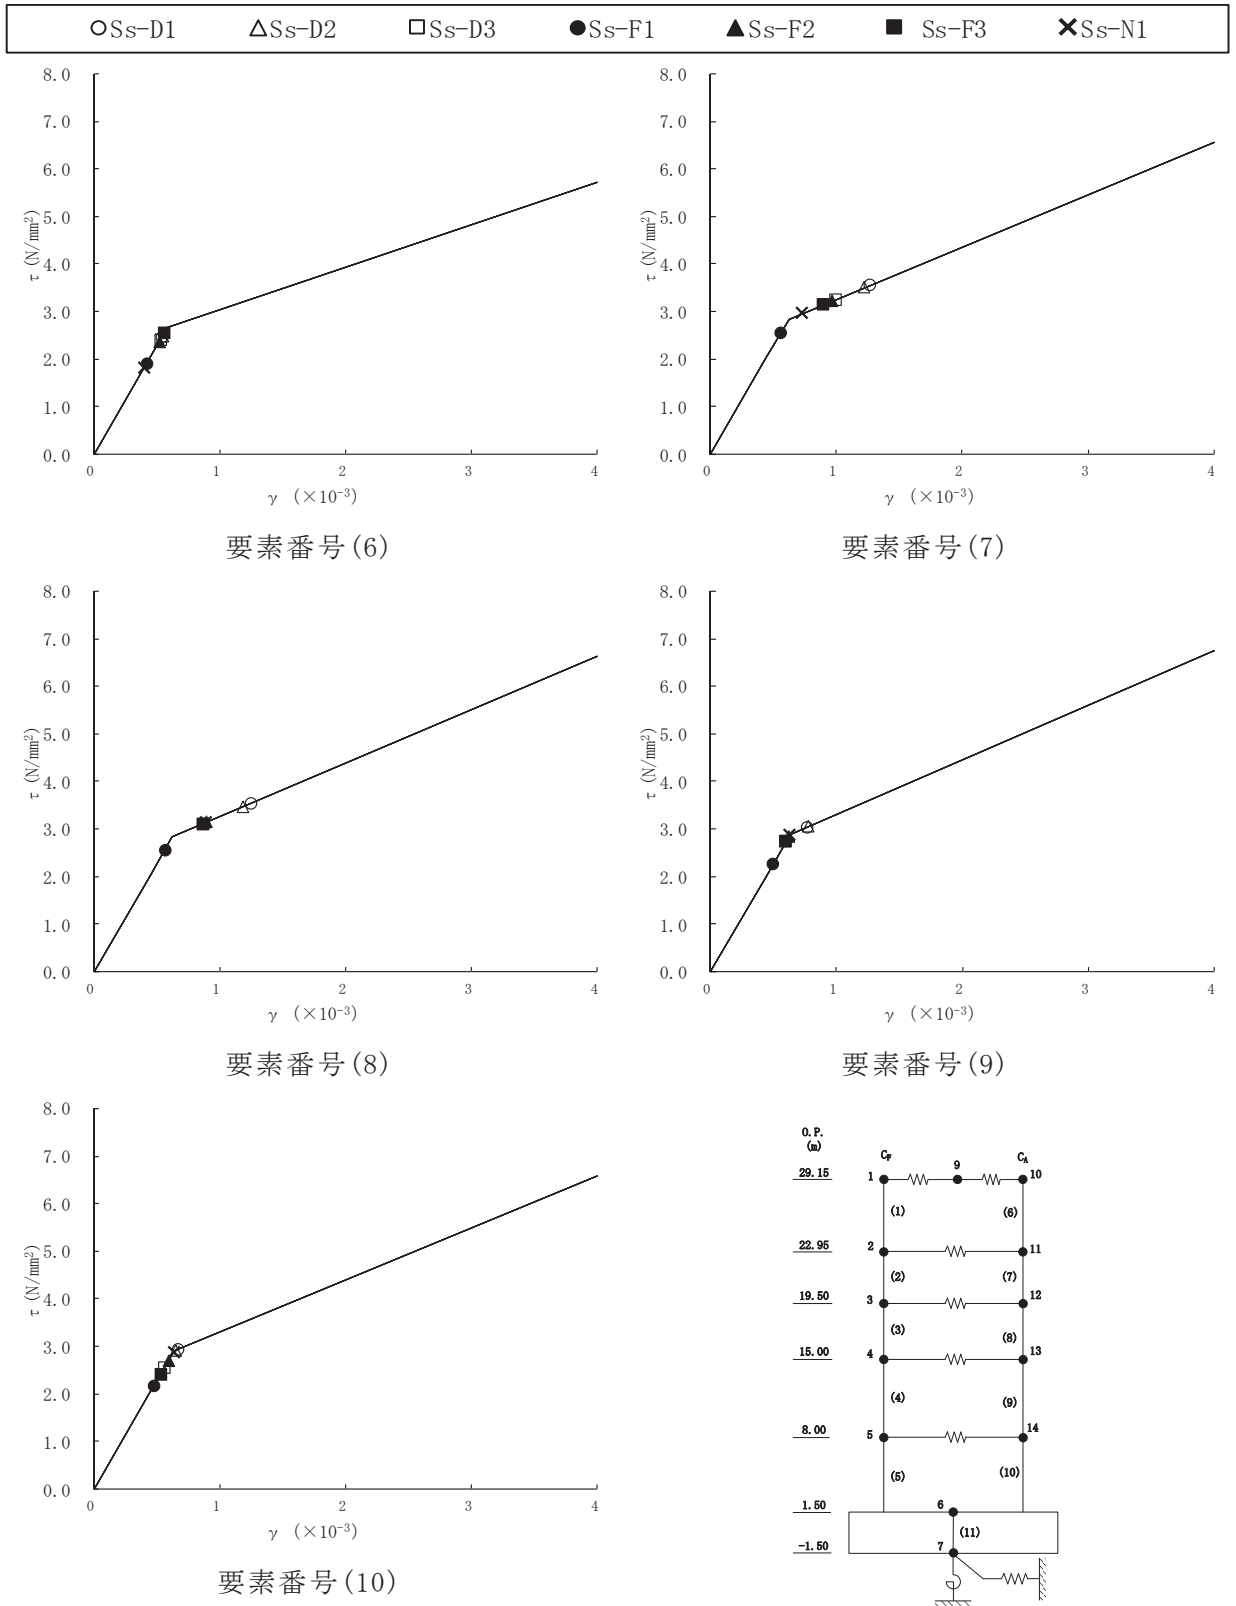 ○Ss-D1 △Ss-D2 □Ss-D3 ●Ss-F1 ▲Ss-F2 ■ Ss-F3 ×Ss-N1
8.0
7.0
6.0
5.0
4.0
3.0
2.0
1.0
0.0
τ (N/mm²)
0 1 2 3 4
γ (×10⁻³)
要素番号(6)
8.0
7.0
6.0
5.0
4.0
3.0
2.0
1.0
0.0
τ (N/mm²)
0 1 2 3 4
γ (×10⁻³)
要素番号(7)
8.0
7.0
6.0
5.0
4.0
3.0
2.0
1.0
0.0
τ (N/mm²)
0 1 2 3 4
γ (×10⁻³)
要素番号(8)
8.0
7.0
6.0
5.0
4.0
3.0
2.0
1.0
0.0
τ (N/mm²)
0 1 2 3 4
γ (×10⁻³)
要素番号(9)
8.0
7.0
6.0
5.0
4.0
3.0
2.0
1.0
0.0
τ (N/mm²)
0 1 2 3 4
γ (×10⁻³)
要素番号(10)
O.P.
(m)
CF CA
29.15 1 9 10
(1) (6)
22.95 2 11
(2) (7)
19.50 3 12
(3) (8)
15.00 4 13
(4) (9)
8.00 5 14
(5) (10)
1.50 6
(11)
-1.50 7